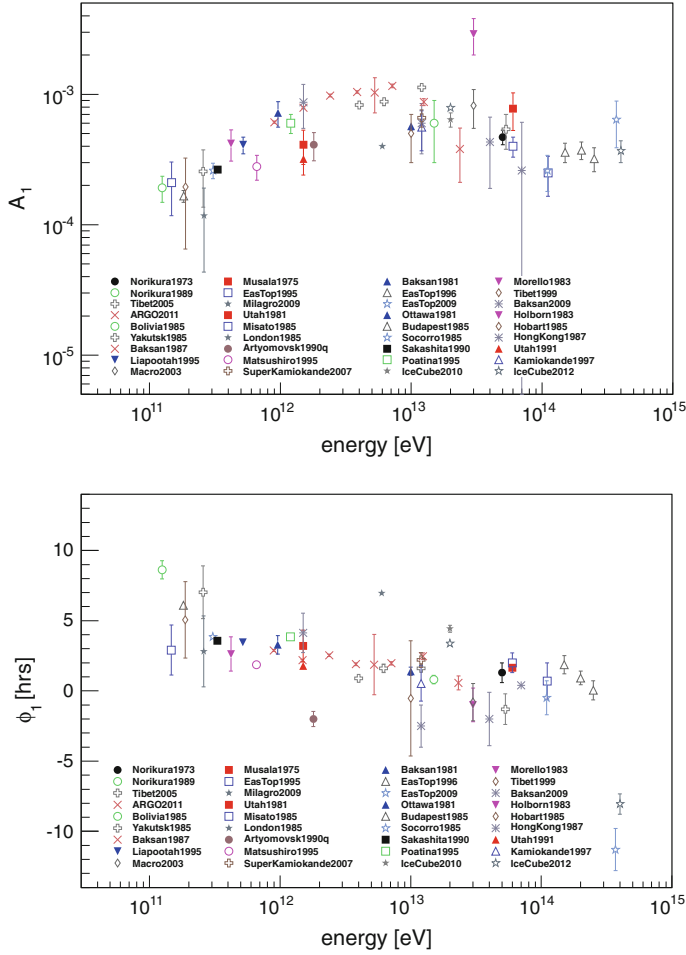 A₁
10⁻³
10⁻⁴
10⁻⁵
Norikura1973
Norikura1989
Tibet2005
ARGO2011
Bolivia1985
Yakutsk1985
Baksan1987
Liapootah1995
Macro2003
Musala1975
EasTop1995
Milagro2009
Utah1981
Misato1985
London1985
Artyomovsk1990q
Matsushiro1995
SuperKamiokande2007
Baksan1981
EasTop1996
EasTop2009
Ottawa1981
Budapest1985
Socorro1985
Sakashita1990
Poatina1995
IceCube2010
Morello1983
Tibet1999
Baksan2009
Holborn1983
Hobart1985
HongKong1987
Utah1991
Kamiokande1997
IceCube2012
10¹¹ 10¹² 10¹³ 10¹⁴ 10¹⁵
energy [eV]
ϕ₁ [hrs]
10
5
0
-5
-10
Norikura1973
Norikura1989
Tibet2005
ARGO2011
Bolivia1985
Yakutsk1985
Baksan1987
Liapootah1995
Macro2003
Musala1975
EasTop1995
Milagro2009
Utah1981
Misato1985
London1985
Artyomovsk1990q
Matsushiro1995
SuperKamiokande2007
Baksan1981
EasTop1996
EasTop2009
Ottawa1981
Budapest1985
Socorro1985
Sakashita1990
Poatina1995
IceCube2010
Morello1983
Tibet1999
Baksan2009
Holborn1983
Hobart1985
HongKong1987
Utah1991
Kamiokande1997
IceCube2012
10¹¹ 10¹² 10¹³ 10¹⁴ 10¹⁵
energy [eV]